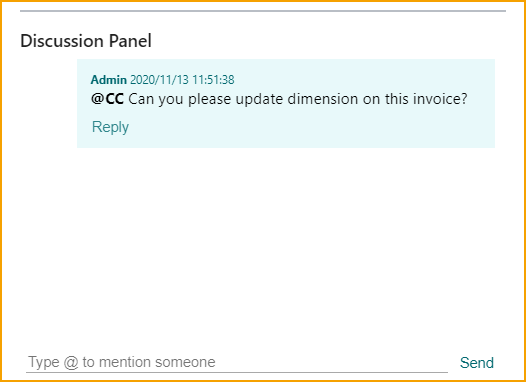 Discussion Panel
Admin 2020/11/13 11:51:38
@CC Can you please update dimension on this invoice?
Reply
Type @ to mention someone
Send